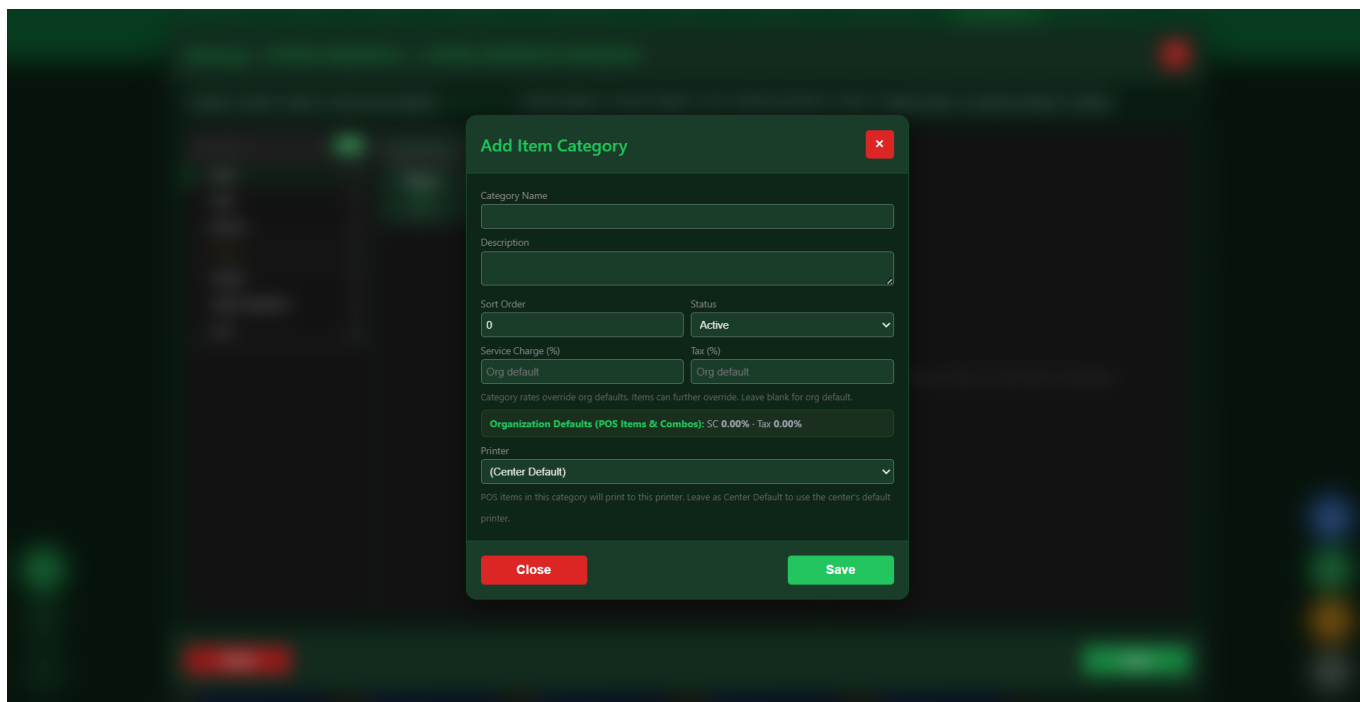 Add Item Category
×
Category Name
Description
Sort Order
Status
0
Active
Service Charge (%)
Tax (%)
Org default
Org default
Category rates override org defaults. Items can further override. Leave blank for org default.
Organization Defaults (POS Items & Combos): SC 0.00% · Tax 0.00%
Printer
(Center Default)
POS items in this category will print to this printer. Leave as Center Default to use the center's default
printer.
Close
Save